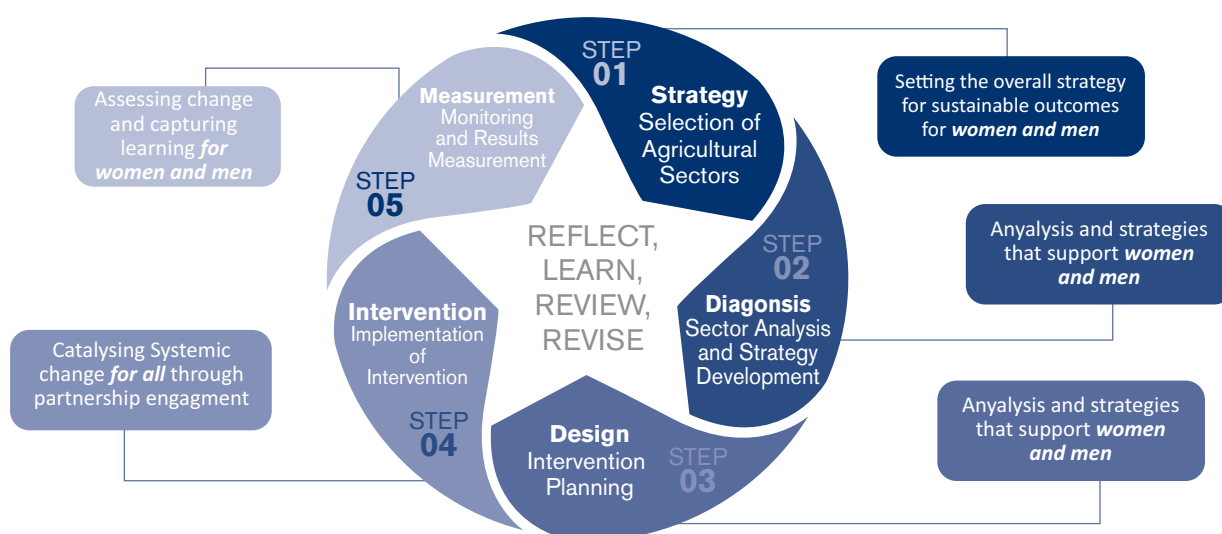 STEP
01
Strategy
Selection of
Agricultural
Sectors
Setting the overall strategy
for sustainable outcomes
for women and men
STEP
02
Diagonsis
Sector Analysis
and Strategy
Development
Anyalysis and strategies
that support women
and men
Design
Intervention
Planning
STEP
03
Anyalysis and strategies
that support women
and men
Intervention
Implementation
of
Intervention
STEP
04
Catalysing Systemic
change for all through
partnership engagment
Measurement
Monitoring
and Results
Measurement
STEP
05
Assessing change
and capturing
learning for
women and men
REFLECT,
LEARN,
REVIEW,
REVISE